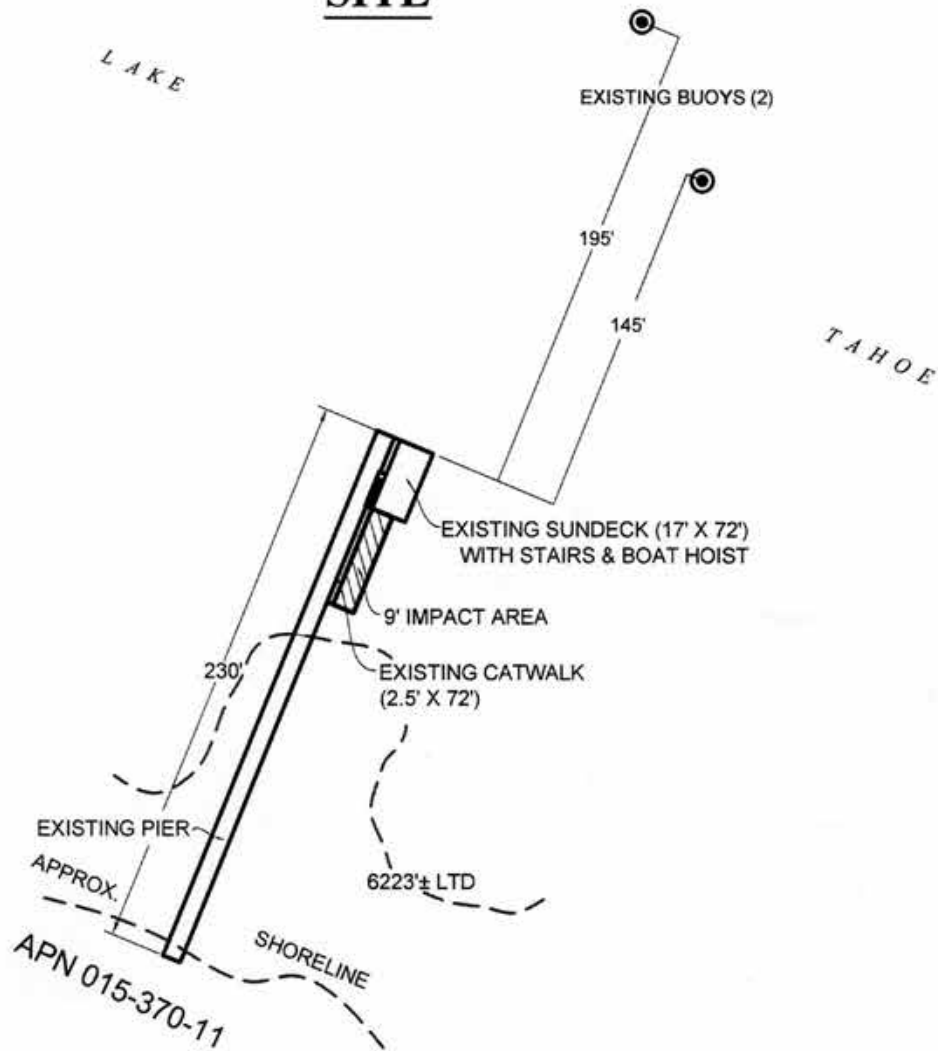 SITE
LAKE
EXISTING BUOYS (2)
195'
145'
TAHOE
EXISTING SUNDECK (17' X 72')
WITH STAIRS & BOAT HOIST
9' IMPACT AREA
230'
EXISTING CATWALK
(2.5' X 72')
EXISTING PIER
APPROX.
6223'± LTD
SHORELINE
APN 015-370-11